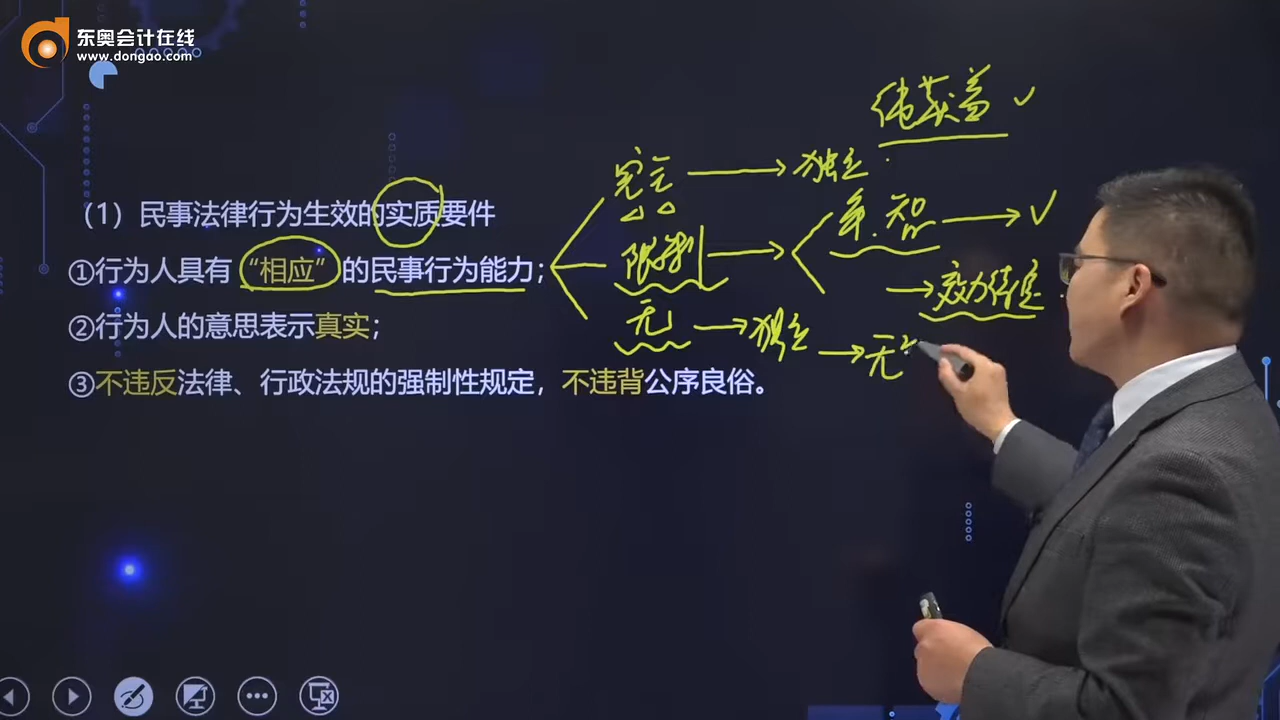 东奥会计在线
www.dongao.com
纯获益 ✓
完全 → 独立
（1）民事法律行为生效的实质要件
年.智 → ✓
限制 →
①行为人具有“相应”的民事行为能力；
→ 效力待定
无 → 独立 → 无
②行为人的意思表示真实；
③不违反法律、行政法规的强制性规定，不违背公序良俗。